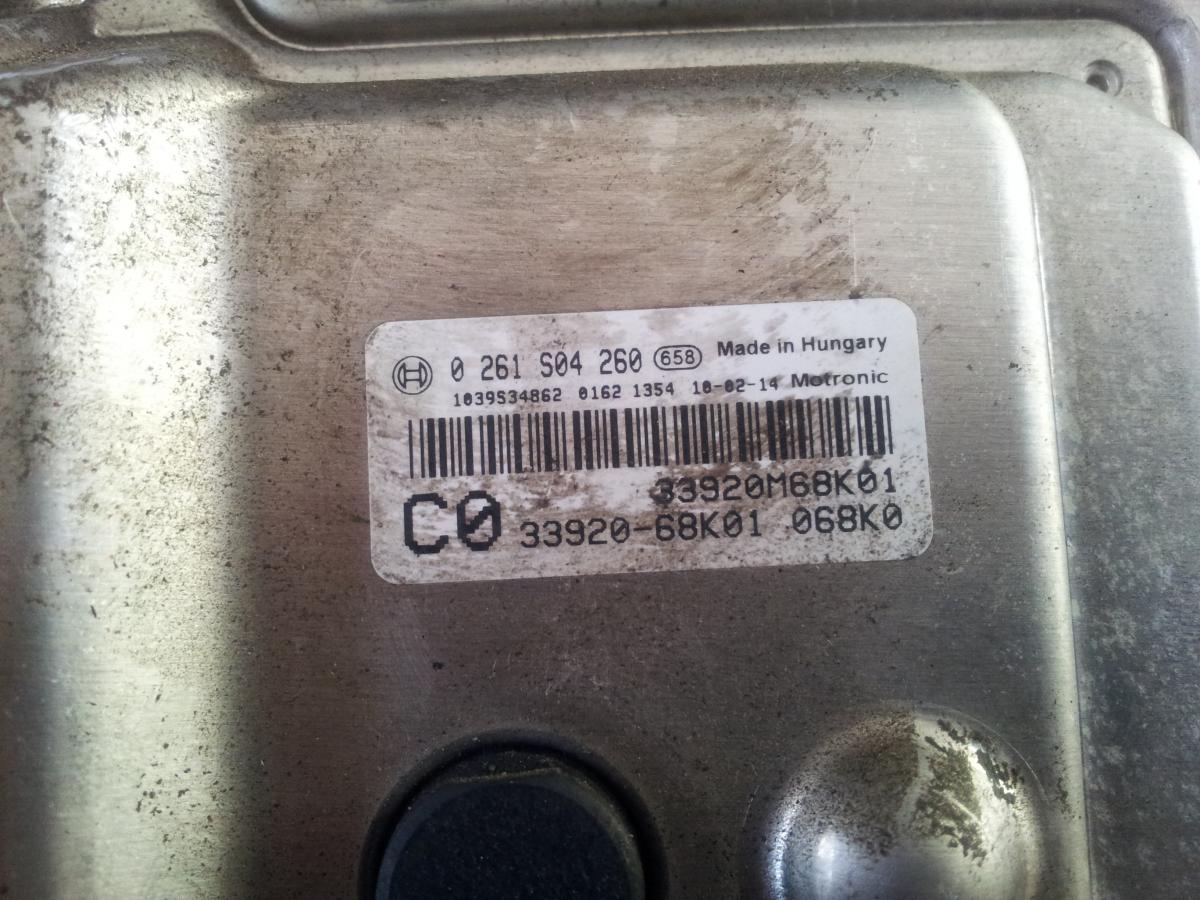 0 261 S04 260 658 Made in Hungary
1039S34862 0162 1354 10-02-14 Motronic
33920M68K01
C0 33920-68K01 068K0